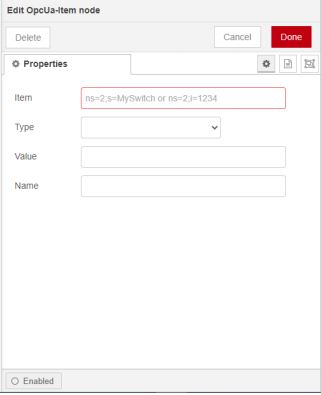 Edit OpcUa-Item node
Delete
Cancel
Done
Properties
Item
ns=2;s=MySwitch or ns=2;i=1234
Type
Value
Name
Enabled